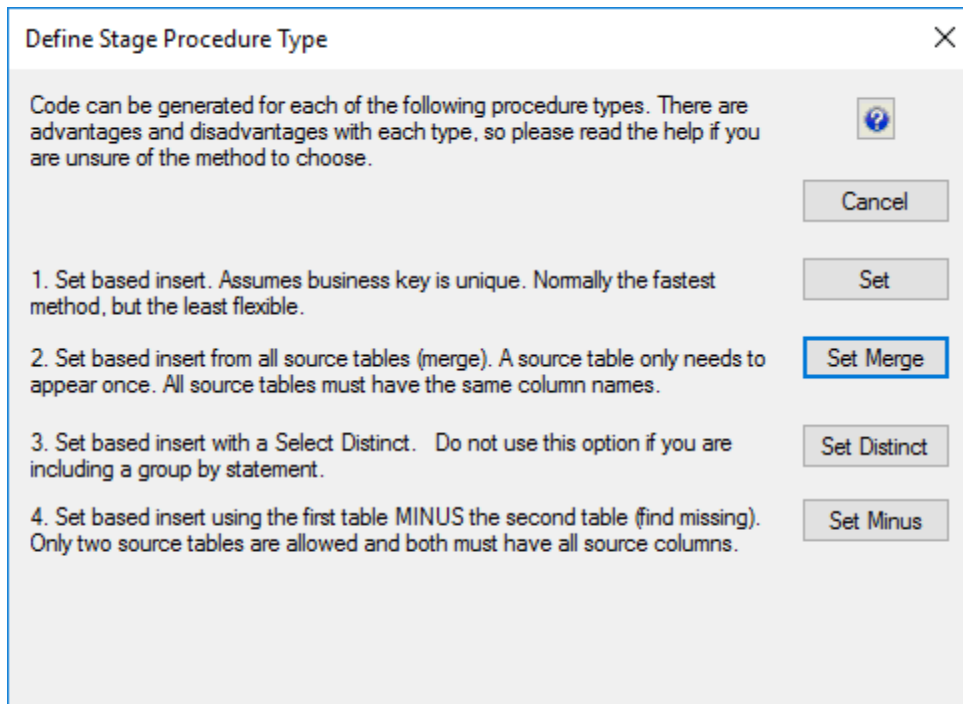 Define Stage Procedure Type
Code can be generated for each of the following procedure types. There are
advantages and disadvantages with each type, so please read the help if you
are unsure of the method to choose.
Cancel
1. Set based insert. Assumes business key is unique. Normally the fastest
method, but the least flexible.
Set
2. Set based insert from all source tables (merge). A source table only needs to
appear once. All source tables must have the same column names.
Set Merge
3. Set based insert with a Select Distinct.   Do not use this option if you are
including a group by statement.
Set Distinct
4. Set based insert using the first table MINUS the second table (find missing).
Only two source tables are allowed and both must have all source columns.
Set Minus